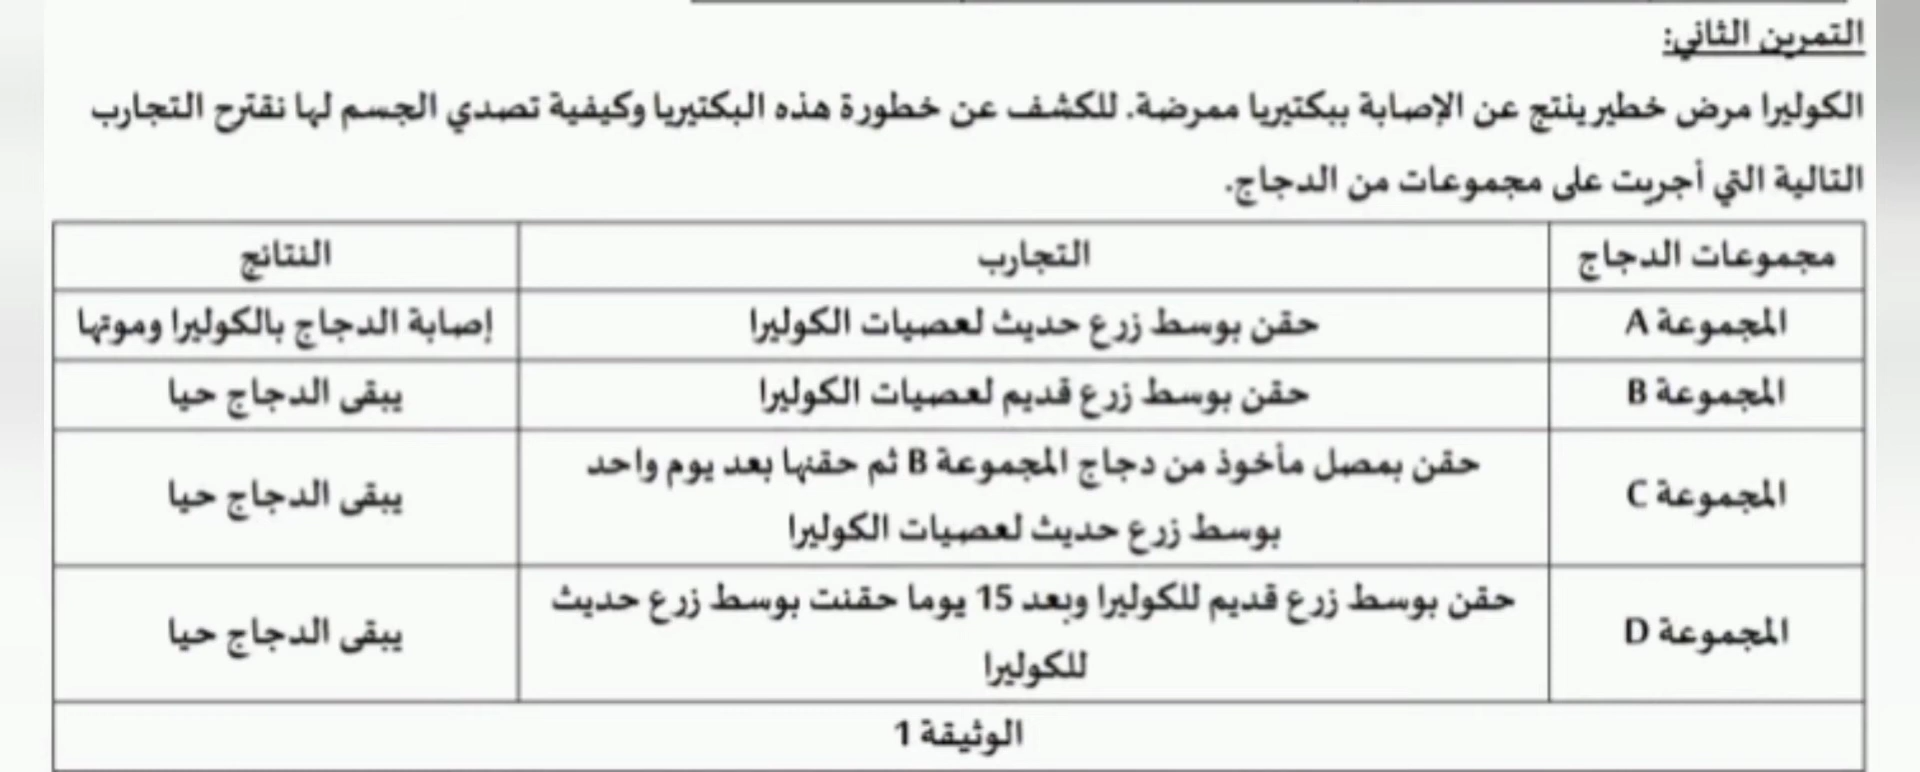 التمرين الثاني:
الكوليرا مرض خطير ينتج عن الإصابة ببكتيريا ممرضة. للكشف عن خطورة هذه البكتيريا وكيفية تصدي الجسم لها نقترح التجارب
التالية التي أجريت على مجموعات من الدجاج.
مجموعات الدجاج التجارب النتائج
المجموعة A حقن بوسط زرع حديث لعصيات الكوليرا إصابة الدجاج بالكوليرا وموتها
المجموعة B حقن بوسط زرع قديم لعصيات الكوليرا يبقى الدجاج حيا
المجموعة C حقن بمصل مأخوذ من دجاج المجموعة B ثم حقنها بعد يوم واحد
بوسط زرع حديث لعصيات الكوليرا يبقى الدجاج حيا
المجموعة D حقن بوسط زرع قديم للكوليرا وبعد 15 يوما حقنت بوسط زرع حديث
للكوليرا يبقى الدجاج حيا
الوثيقة 1